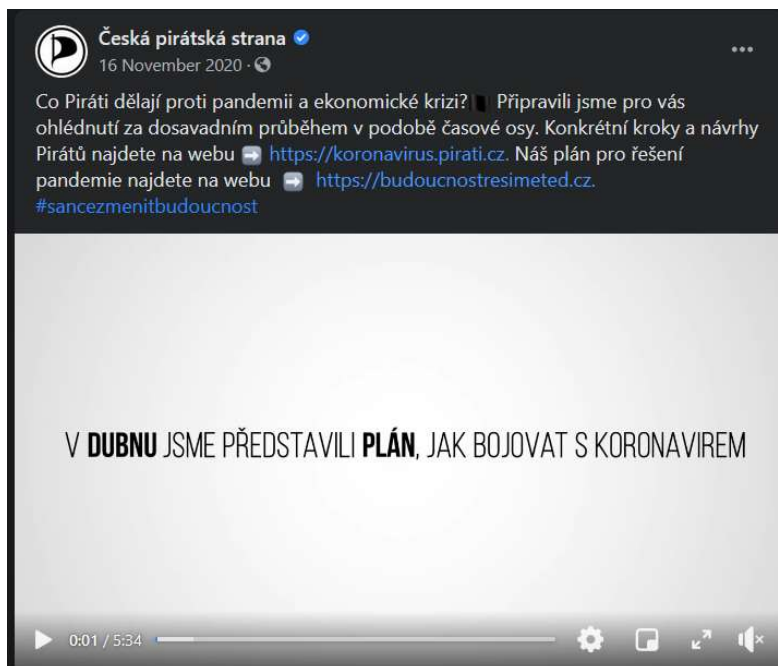 Česká pirátská strana
16 November 2020 ·
Co Piráti dělají proti pandemii a ekonomické krizi? Připravili jsme pro vás
ohlédnutí za dosavadním průběhem v podobě časové osy. Konkrétní kroky a návrhy
Pirátů najdete na webu ➡ https://koronavirus.pirati.cz. Náš plán pro řešení
pandemie najdete na webu ➡ https://budoucnostresimeted.cz.
#sancezmenitbudoucnost
V DUBNU JSME PŘEDSTAVILI PLÁN, JAK BOJOVAT S KORONAVIREM
0:01 / 5:34